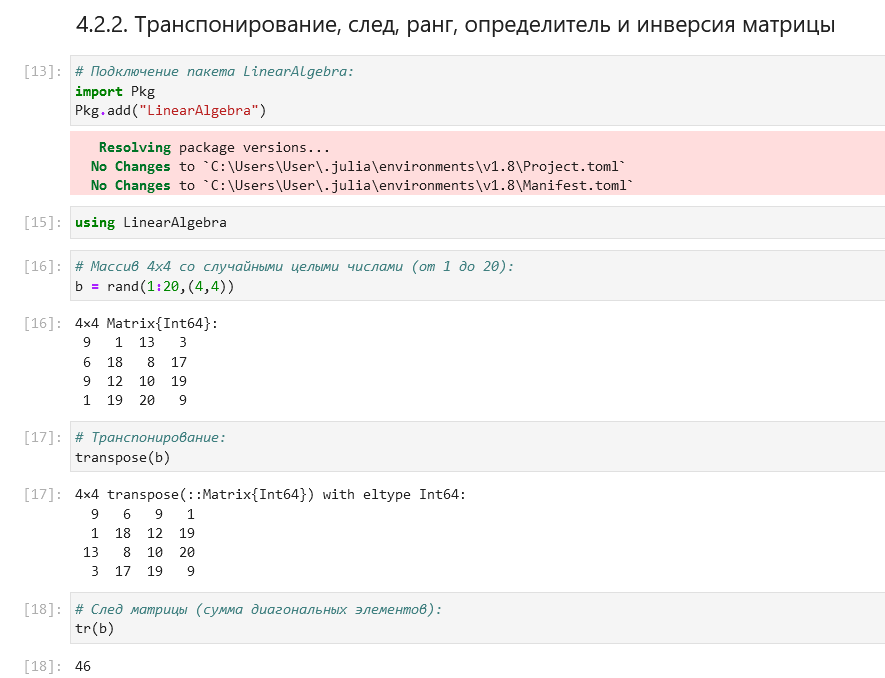 4.2.2. Транспонирование, след, ранг, определитель и инверсия матрицы
[13]: # Подключение пакета LinearAlgebra:
import Pkg
Pkg.add("LinearAlgebra")
Resolving package versions...
No Changes to `C:\Users\User\.julia\environments\v1.8\Project.toml`
No Changes to `C:\Users\User\.julia\environments\v1.8\Manifest.toml`
[15]: using LinearAlgebra
[16]: # Массив 4x4 со случайными целыми числами (от 1 до 20):
b = rand(1:20,(4,4))
[16]: 4×4 Matrix{Int64}:
9 1 13 3
6 18 8 17
9 12 10 19
1 19 20 9
[17]: # Транспонирование:
transpose(b)
[17]: 4×4 transpose(::Matrix{Int64}) with eltype Int64:
9 6 9 1
1 18 12 19
13 8 10 20
3 17 19 9
[18]: # След матрицы (сумма диагональных элементов):
tr(b)
[18]: 46